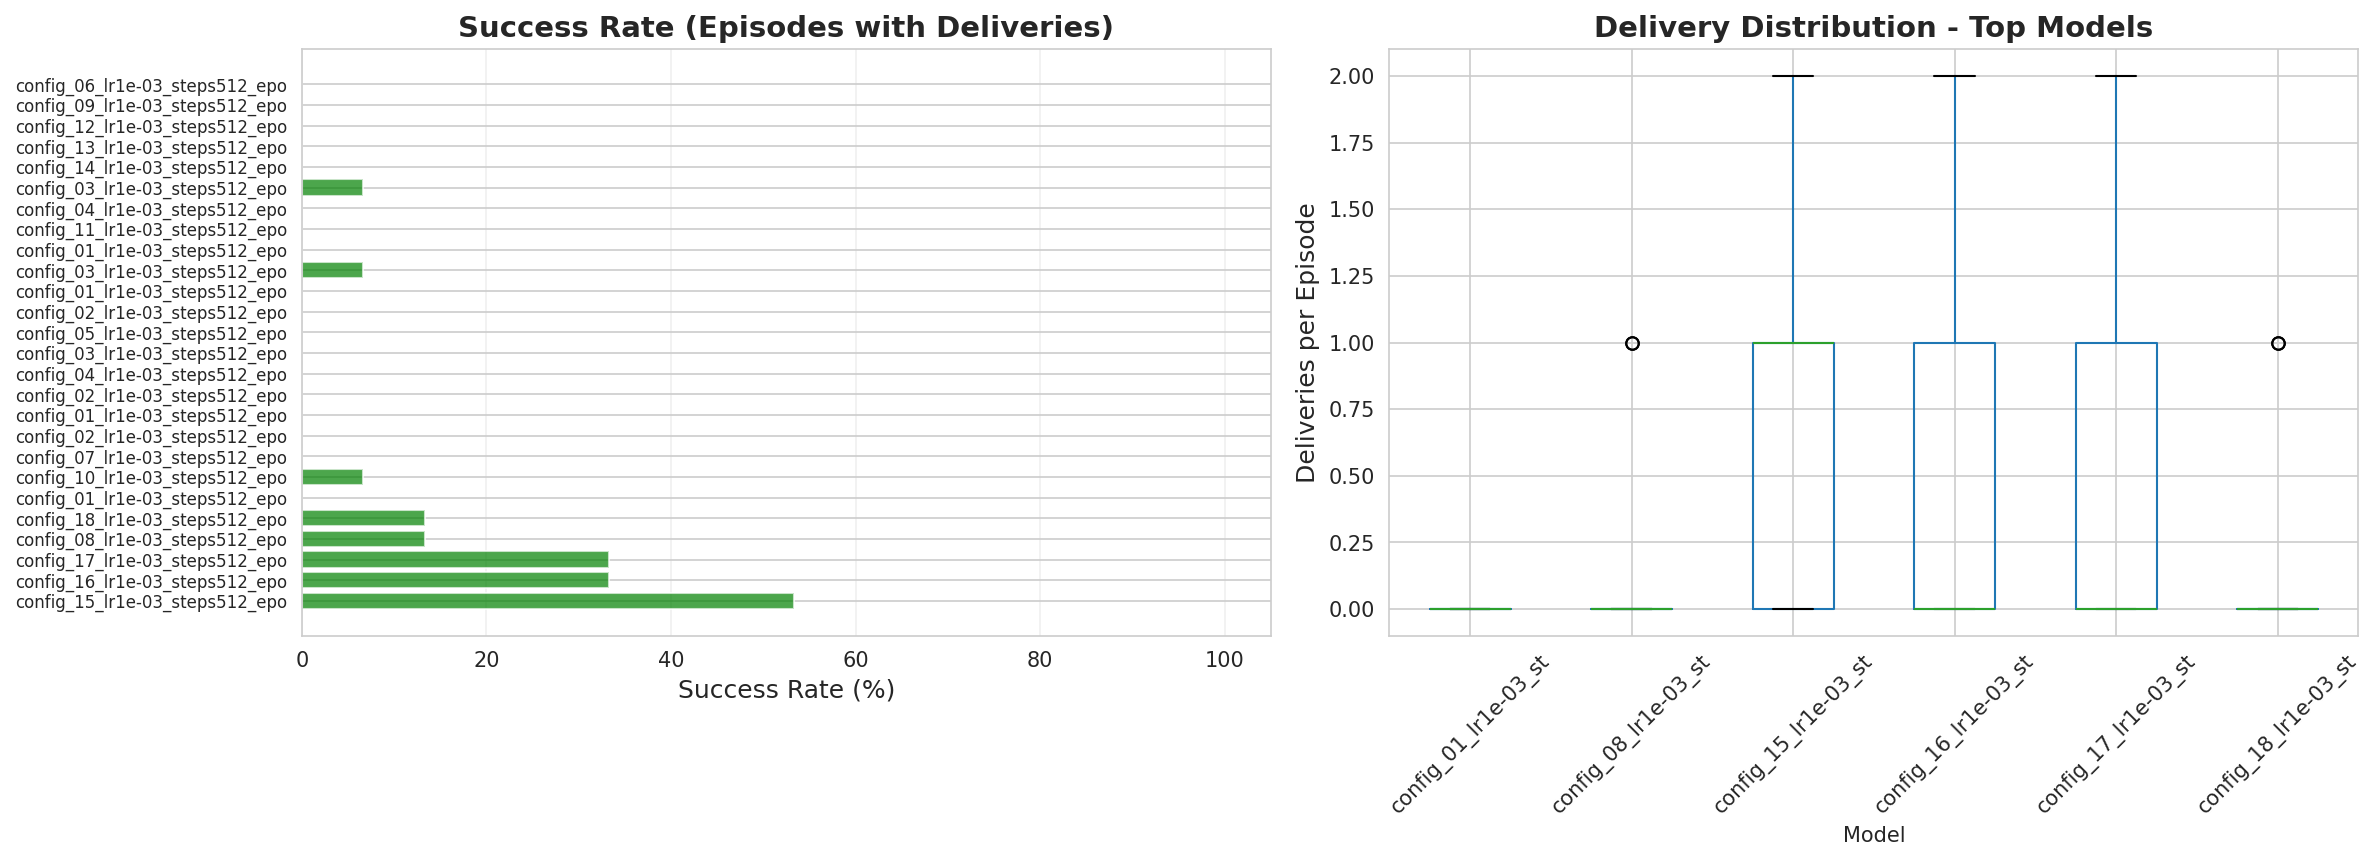 Success Rate (Episodes with Deliveries)
config_06_lr1e-03_steps512_epo
config_09_lr1e-03_steps512_epo
config_12_lr1e-03_steps512_epo
config_13_lr1e-03_steps512_epo
config_14_lr1e-03_steps512_epo
config_03_lr1e-03_steps512_epo
config_04_lr1e-03_steps512_epo
config_11_lr1e-03_steps512_epo
config_01_lr1e-03_steps512_epo
config_03_lr1e-03_steps512_epo
config_01_lr1e-03_steps512_epo
config_02_lr1e-03_steps512_epo
config_05_lr1e-03_steps512_epo
config_03_lr1e-03_steps512_epo
config_04_lr1e-03_steps512_epo
config_02_lr1e-03_steps512_epo
config_01_lr1e-03_steps512_epo
config_02_lr1e-03_steps512_epo
config_07_lr1e-03_steps512_epo
config_10_lr1e-03_steps512_epo
config_01_lr1e-03_steps512_epo
config_18_lr1e-03_steps512_epo
config_08_lr1e-03_steps512_epo
config_17_lr1e-03_steps512_epo
config_16_lr1e-03_steps512_epo
config_15_lr1e-03_steps512_epo
0 20 40 60 80 100
Success Rate (%)
Delivery Distribution - Top Models
Deliveries per Episode
2.00
1.75
1.50
1.25
1.00
0.75
0.50
0.25
0.00
config_01_lr1e-03_st
config_08_lr1e-03_st
config_15_lr1e-03_st
config_16_lr1e-03_st
config_17_lr1e-03_st
config_18_lr1e-03_st
Model